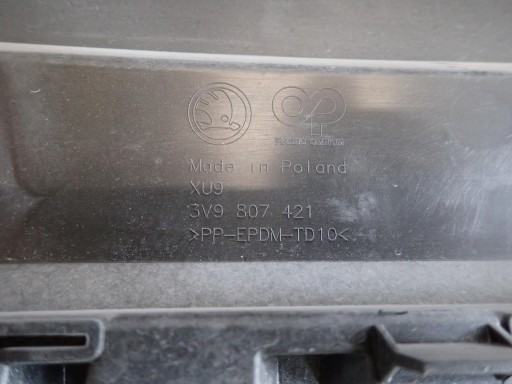 Made in Poland
XU9
3V9 807 421
>PP-EPDM-TD10<